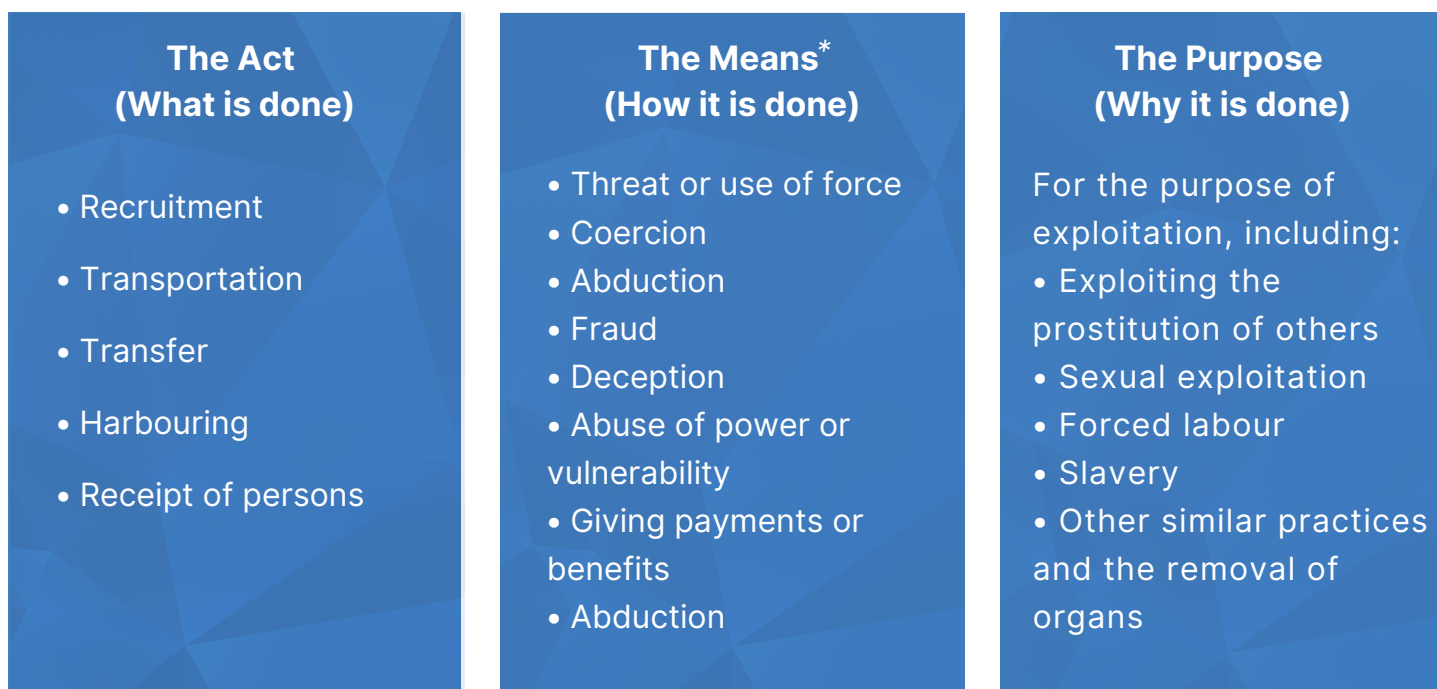 The Act
(What is done)
• Recruitment
• Transportation
• Transfer
• Harbouring
• Receipt of persons
The Means*
(How it is done)
• Threat or use of force
• Coercion
• Abduction
• Fraud
• Deception
• Abuse of power or
vulnerability
• Giving payments or
benefits
• Abduction
The Purpose
(Why it is done)
For the purpose of
exploitation, including:
• Exploiting the
prostitution of others
• Sexual exploitation
• Forced labour
• Slavery
• Other similar practices
and the removal of
organs